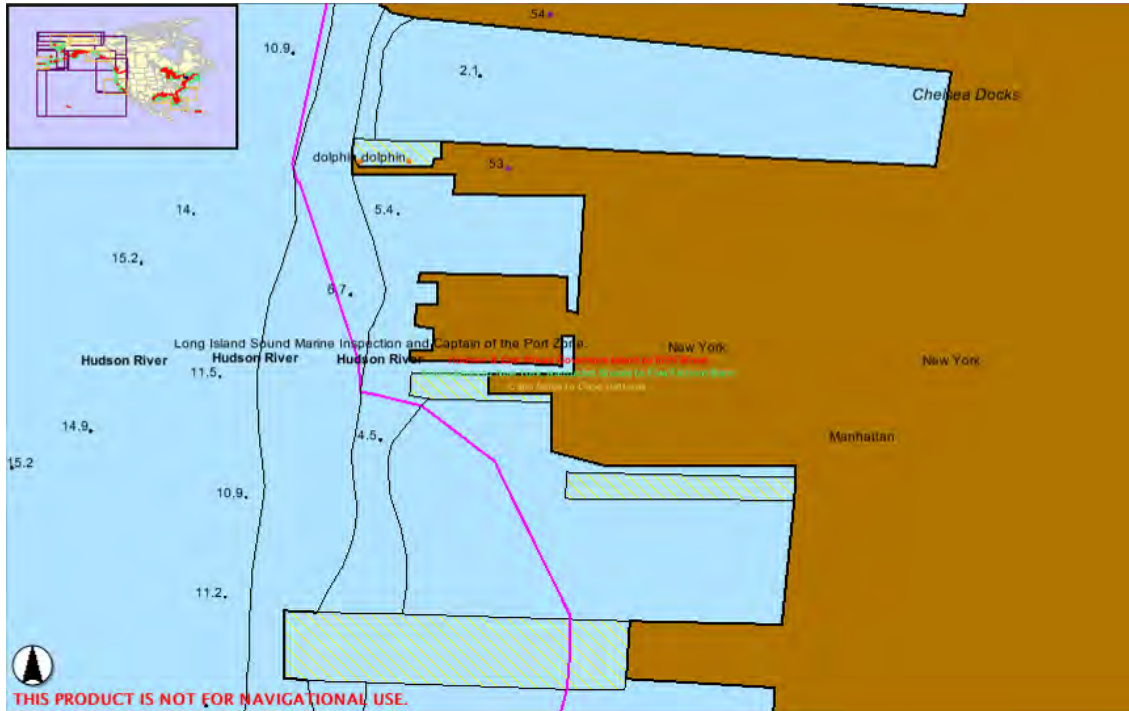 54
10.9
2.1
Chelsea Docks
dolphin dolphin
53
14.
5.4
15.2
6.7
Long Island Sound Marine Inspection and Captain of the Port Zone.
Hudson River
Hudson River
Hudson River
New York
New York
11.5
14.9
4.5
Manhattan
15.2
10.9
11.2
THIS PRODUCT IS NOT FOR NAVIGATIONAL USE.